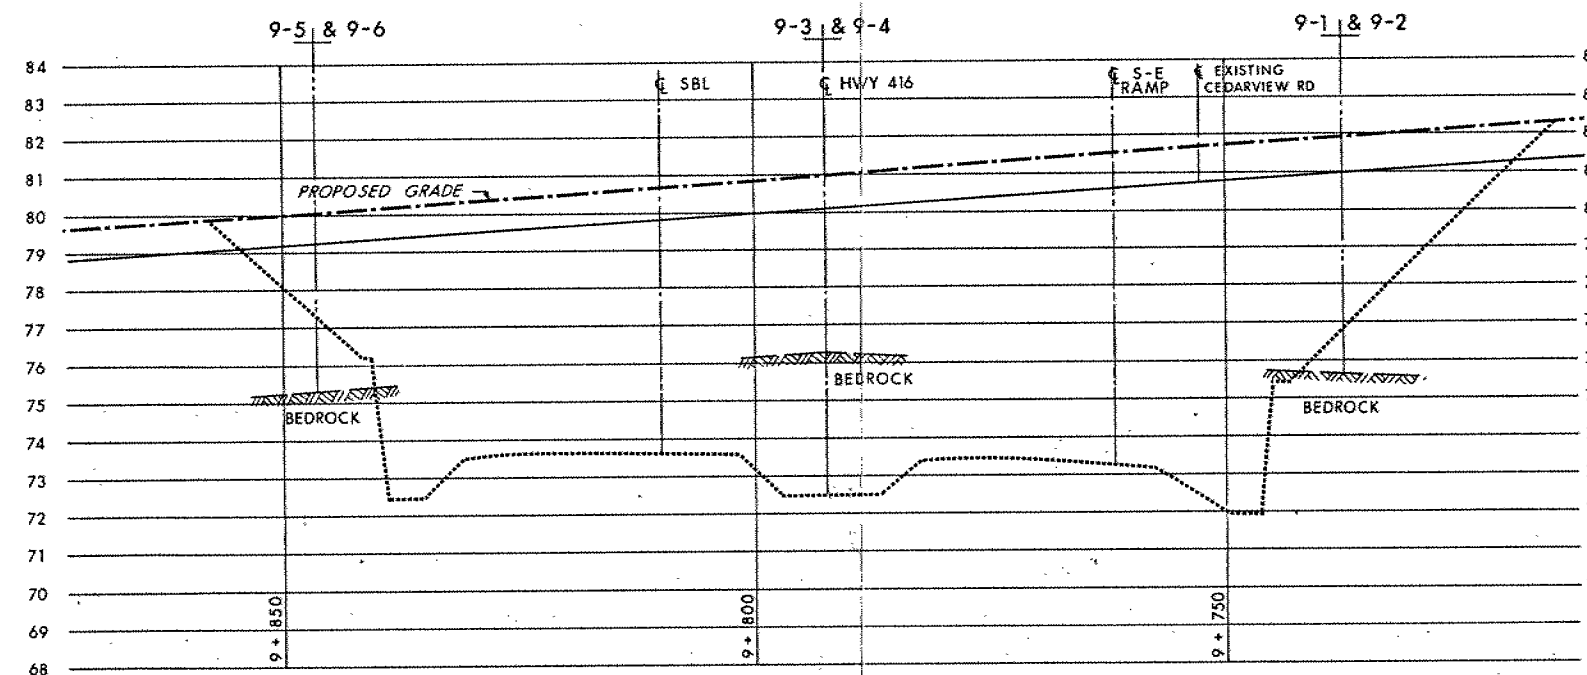 9-5 & 9-6
9-3 & 9-4
9-1 & 9-2
84
83
82
81
80
79
78
77
76
75
74
73
72
71
70
69
68
℄ SBL
℄ HWY 416
℄ S-E
RAMP
℄ EXISTING
CEDARVIEW RD
PROPOSED GRADE
BEDROCK
BEDROCK
BEDROCK
9 + 850
9 + 800
9 + 750